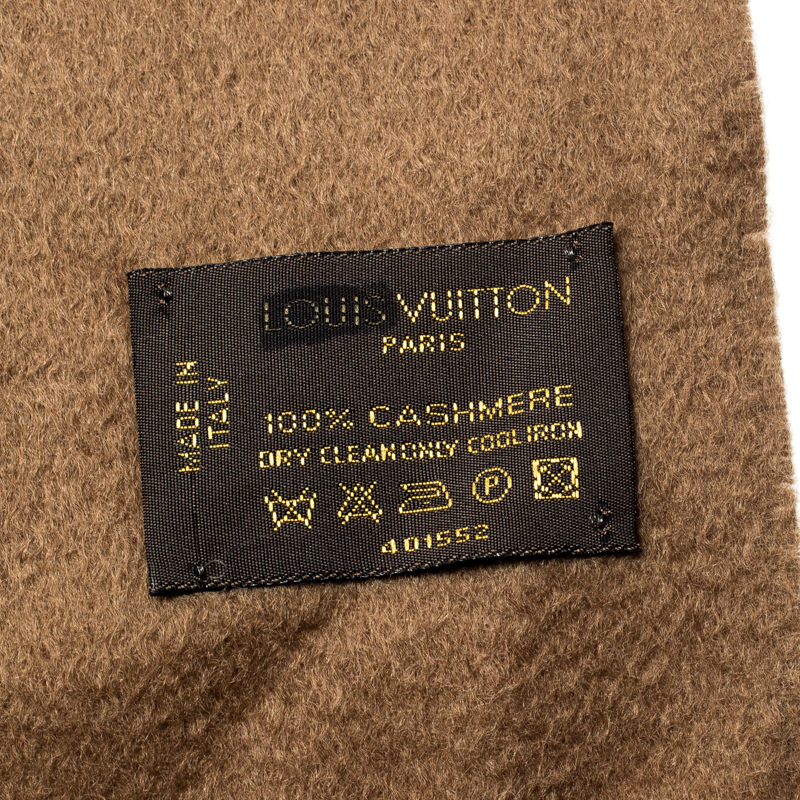 LOUIS VUITTON
PARIS
MADE IN
ITALY
100% CASHMERE
DRY CLEAN ONLY COOL IRON
P
401552